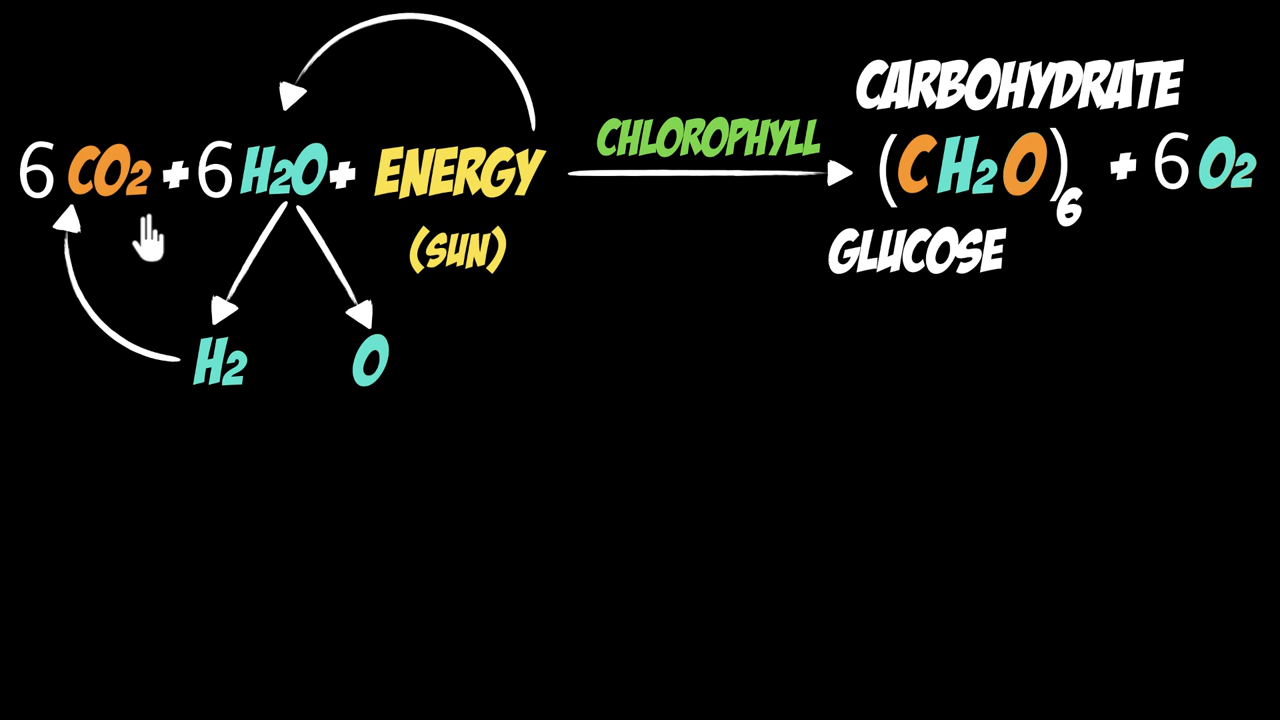 CARBOHYDRATE
6 CO2 + 6 H2O + ENERGY CHLOROPHYLL (CH2O)6 + 6 O2
(SUN) GLUCOSE
H2 O